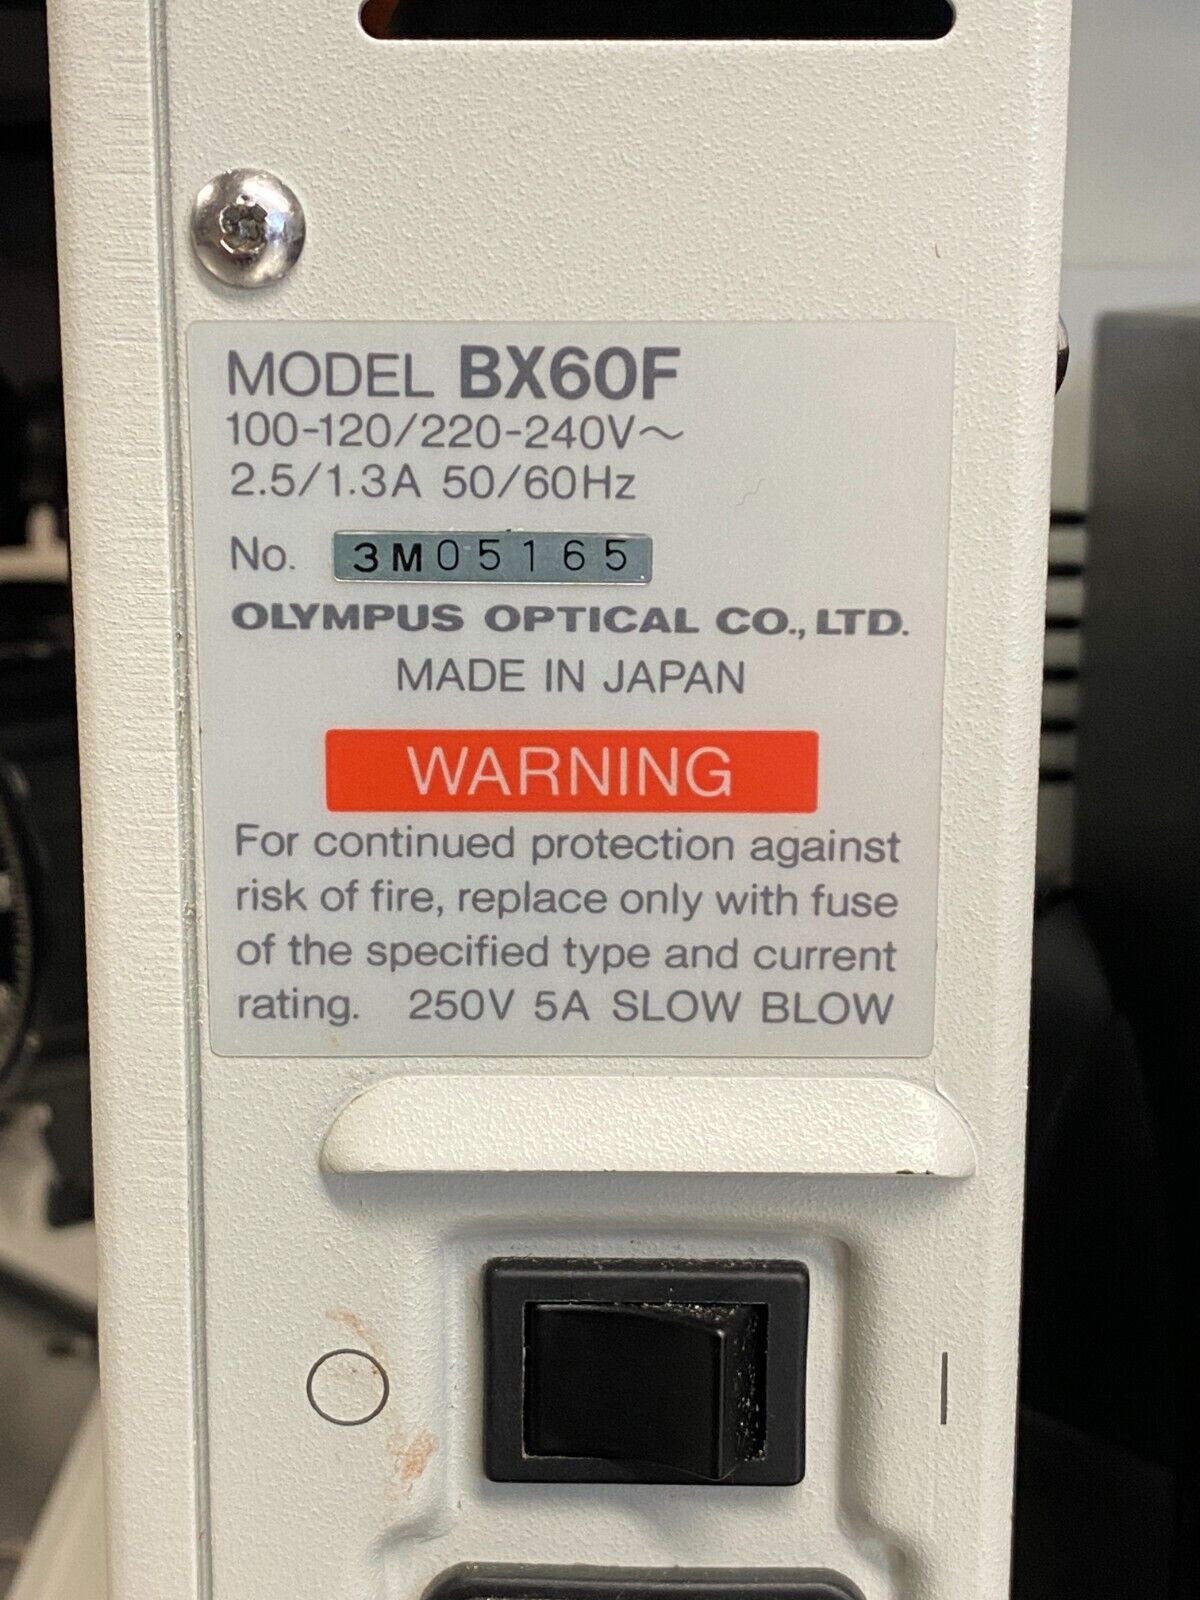 MODEL BX60F
100-120/220-240V～
2.5/1.3A 50/60Hz
No. 3M05165
OLYMPUS OPTICAL CO., LTD.
MADE IN JAPAN
WARNING
For continued protection against
risk of fire, replace only with fuse
of the specified type and current
rating. 250V 5A SLOW BLOW